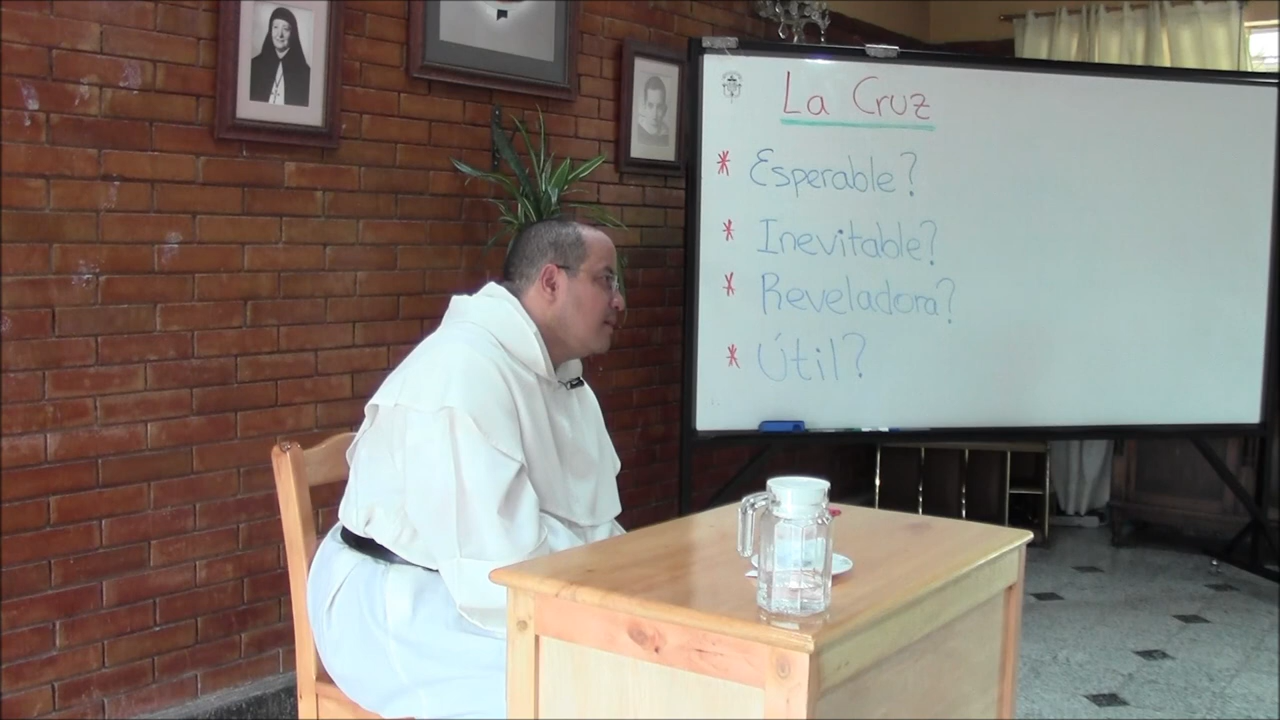 La Cruz
* Esperable?
* Inevitable?
* Reveladora?
* Útil?